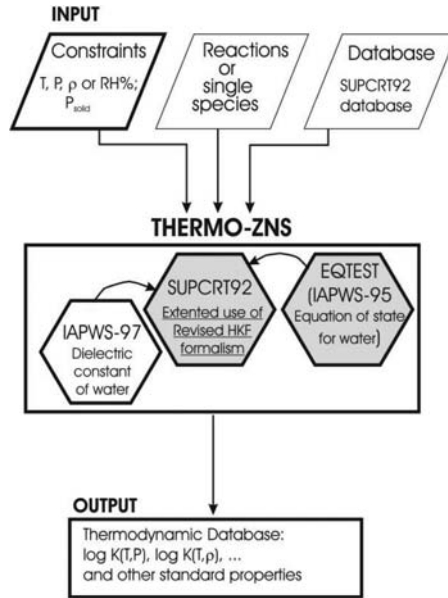 INPUT
Constraints
T, P, ρ or RH%;
Psolid
Reactions
or
single
species
Database
SUPCRT92
database
THERMO-ZNS
IAPWS-97
Dielectric
constant
of water
SUPCRT92
Extented use of
Revised HKF
formalism
EQTEST
(IAPWS-95
Equation of state
for water)
OUTPUT
Thermodynamic Database:
log K(T,P), log K(T,ρ), ...
and other standard properties